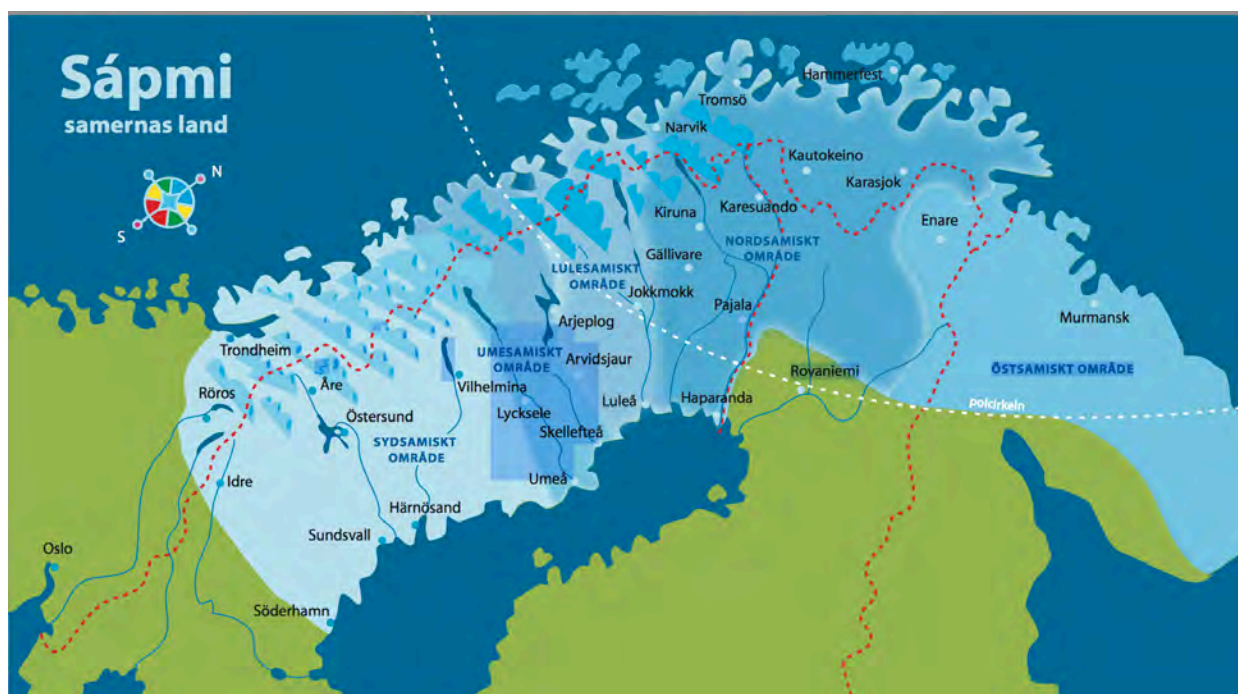 Sápmi
samernas land
N
S
Hammerfest
Tromsö
Narvik
Kautokeino
Karasjok
Kiruna
Karesuando
Enare
Gällivare
NORDSAMISKT
OMRÅDE
LULESAMISKT
OMRÅDE
Jokkmokk
Pajala
Murmansk
Arjeplog
Trondheim
UMESAMISKT
OMRÅDE
Arvidsjaur
Rovaniemi
ÖSTSAMISKT OMRÅDE
Åre
Vilhelmina
Röros
Luleå
Haparanda
polcirkeln
Östersund
Lycksele
Skellefteå
SYDSAMISKT
OMRÅDE
Idre
Umeå
Härnösand
Sundsvall
Oslo
Söderhamn